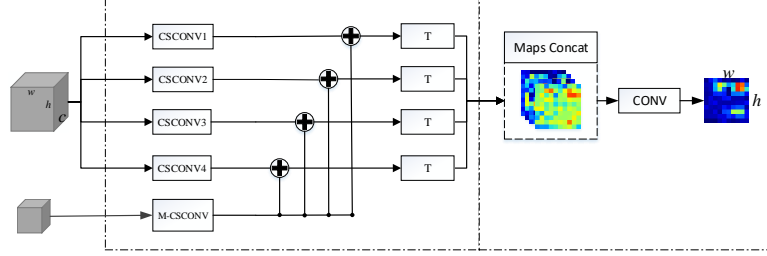 w
h
c
CSCONV1
T
CSCONV2
T
CSCONV3
T
CSCONV4
T
M-CSCONV
Maps Concat
CONV
w
h